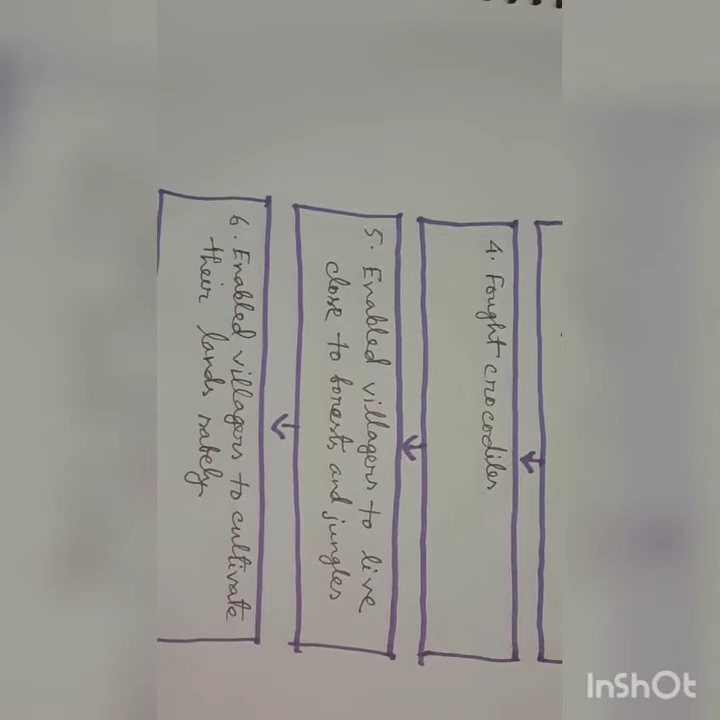 4. Fought crocodiles
5. Enabled villagers to live
close to forests and jungles
6. Enabled villagers to cultivate
their lands safely.
InShOt